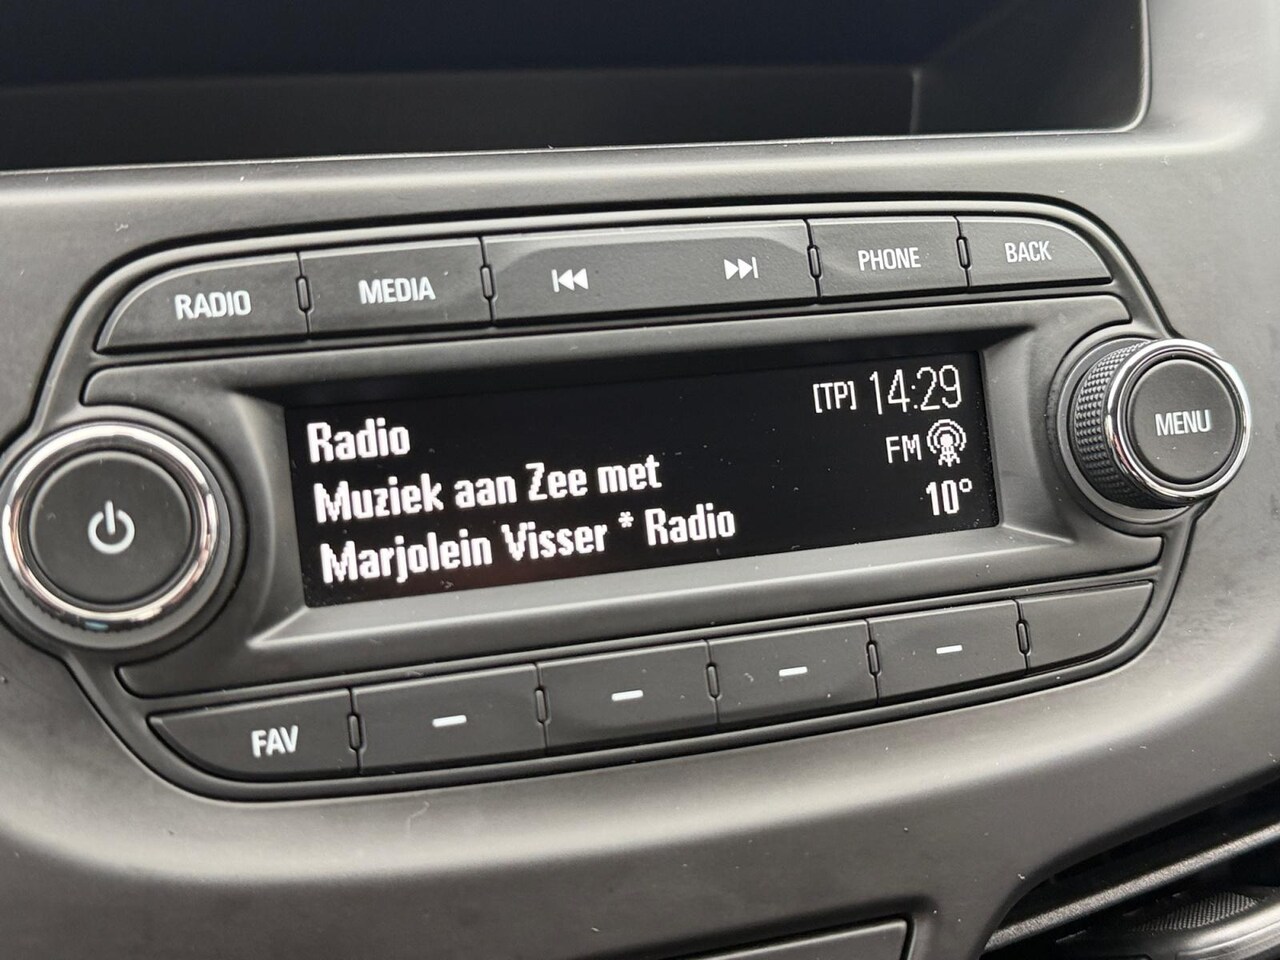 RADIO MEDIA PHONE BACK
[TP] 14:29
Radio
FM
Muziek aan Zee met
10°
Marjolein Visser * Radio
MENU
FAV